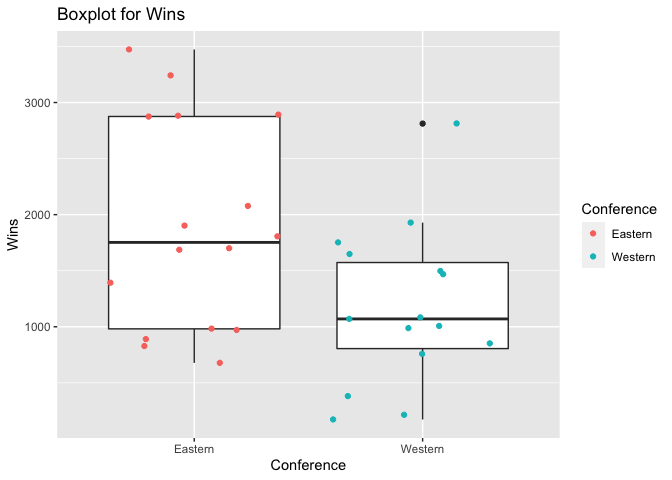 Boxplot for Wins
3000
2000
1000
Wins
Eastern
Western
Conference
Conference
Eastern
Western